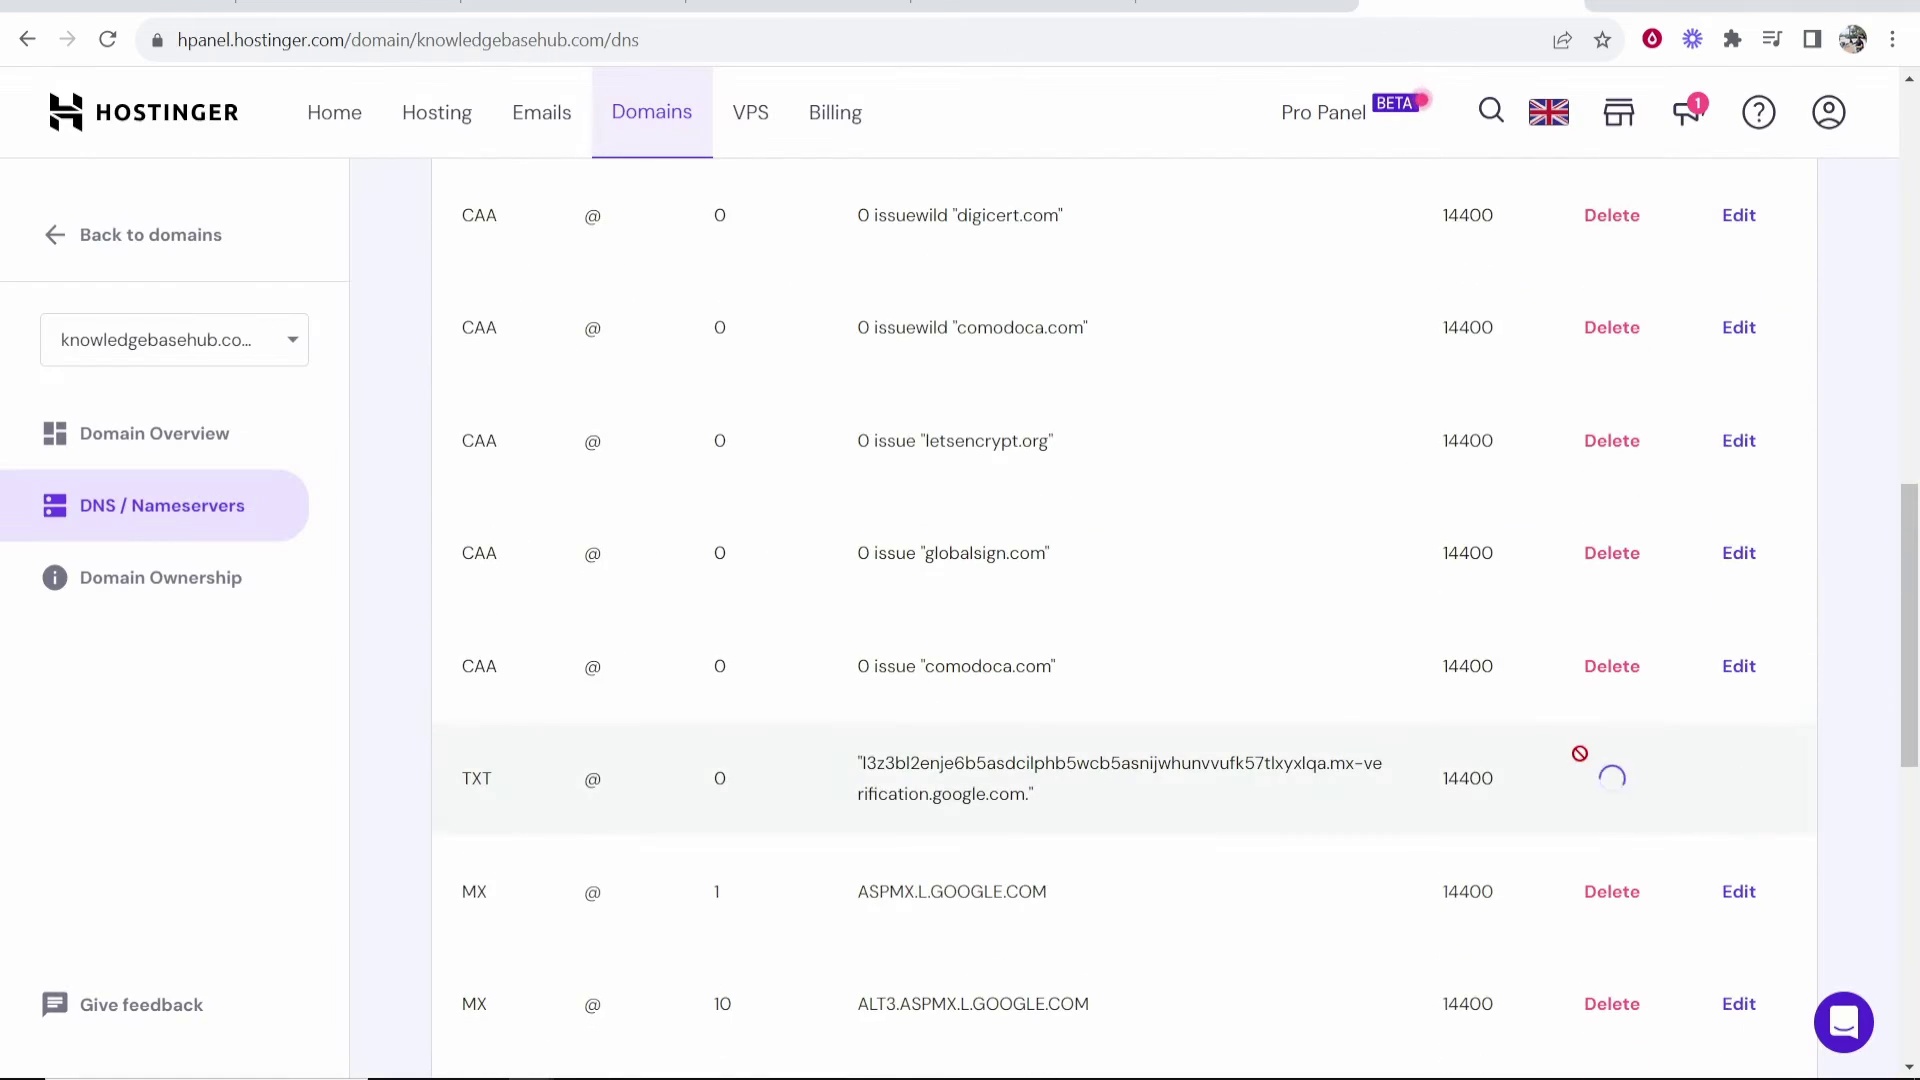 hpanel.hostinger.com/domain/knowledgebasehub.com/dns
HOSTINGER
Home
Hosting
Emails
Domains
VPS
Billing
Pro Panel
BETA
1
Back to domains
knowledgebasehub.co...
Domain Overview
DNS / Nameservers
Domain Ownership
Give feedback
CAA @ 0 0 issuewild "digicert.com" 14400 Delete Edit
CAA @ 0 0 issuewild "comodoca.com" 14400 Delete Edit
CAA @ 0 0 issue "letsencrypt.org" 14400 Delete Edit
CAA @ 0 0 issue "globalsign.com" 14400 Delete Edit
CAA @ 0 0 issue "comodoca.com" 14400 Delete Edit
TXT @ 0 "l3z3bl2enje6b5asdcilphb5wcb5asnijwhunvvufk57tlxyxlqa.mx-ve 14400
rification.google.com."
MX @ 1 ASPMX.L.GOOGLE.COM 14400 Delete Edit
MX @ 10 ALT3.ASPMX.L.GOOGLE.COM 14400 Delete Edit